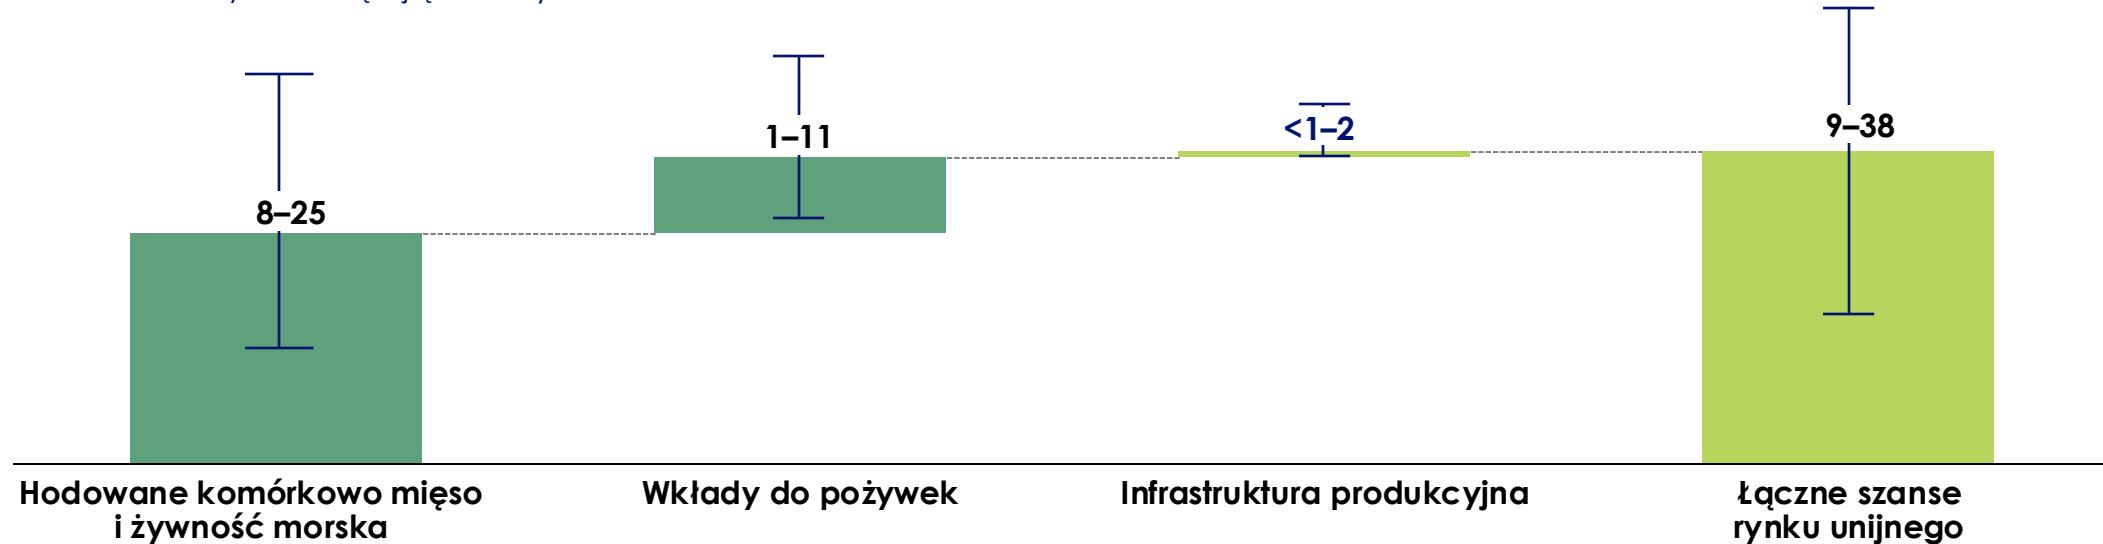 8–25
1–11
<1–2
9–38
Hodowane komórkowo mięso
i żywność morska
Wkłady do pożywek
Infrastruktura produkcyjna
Łączne szanse
rynku unijnego